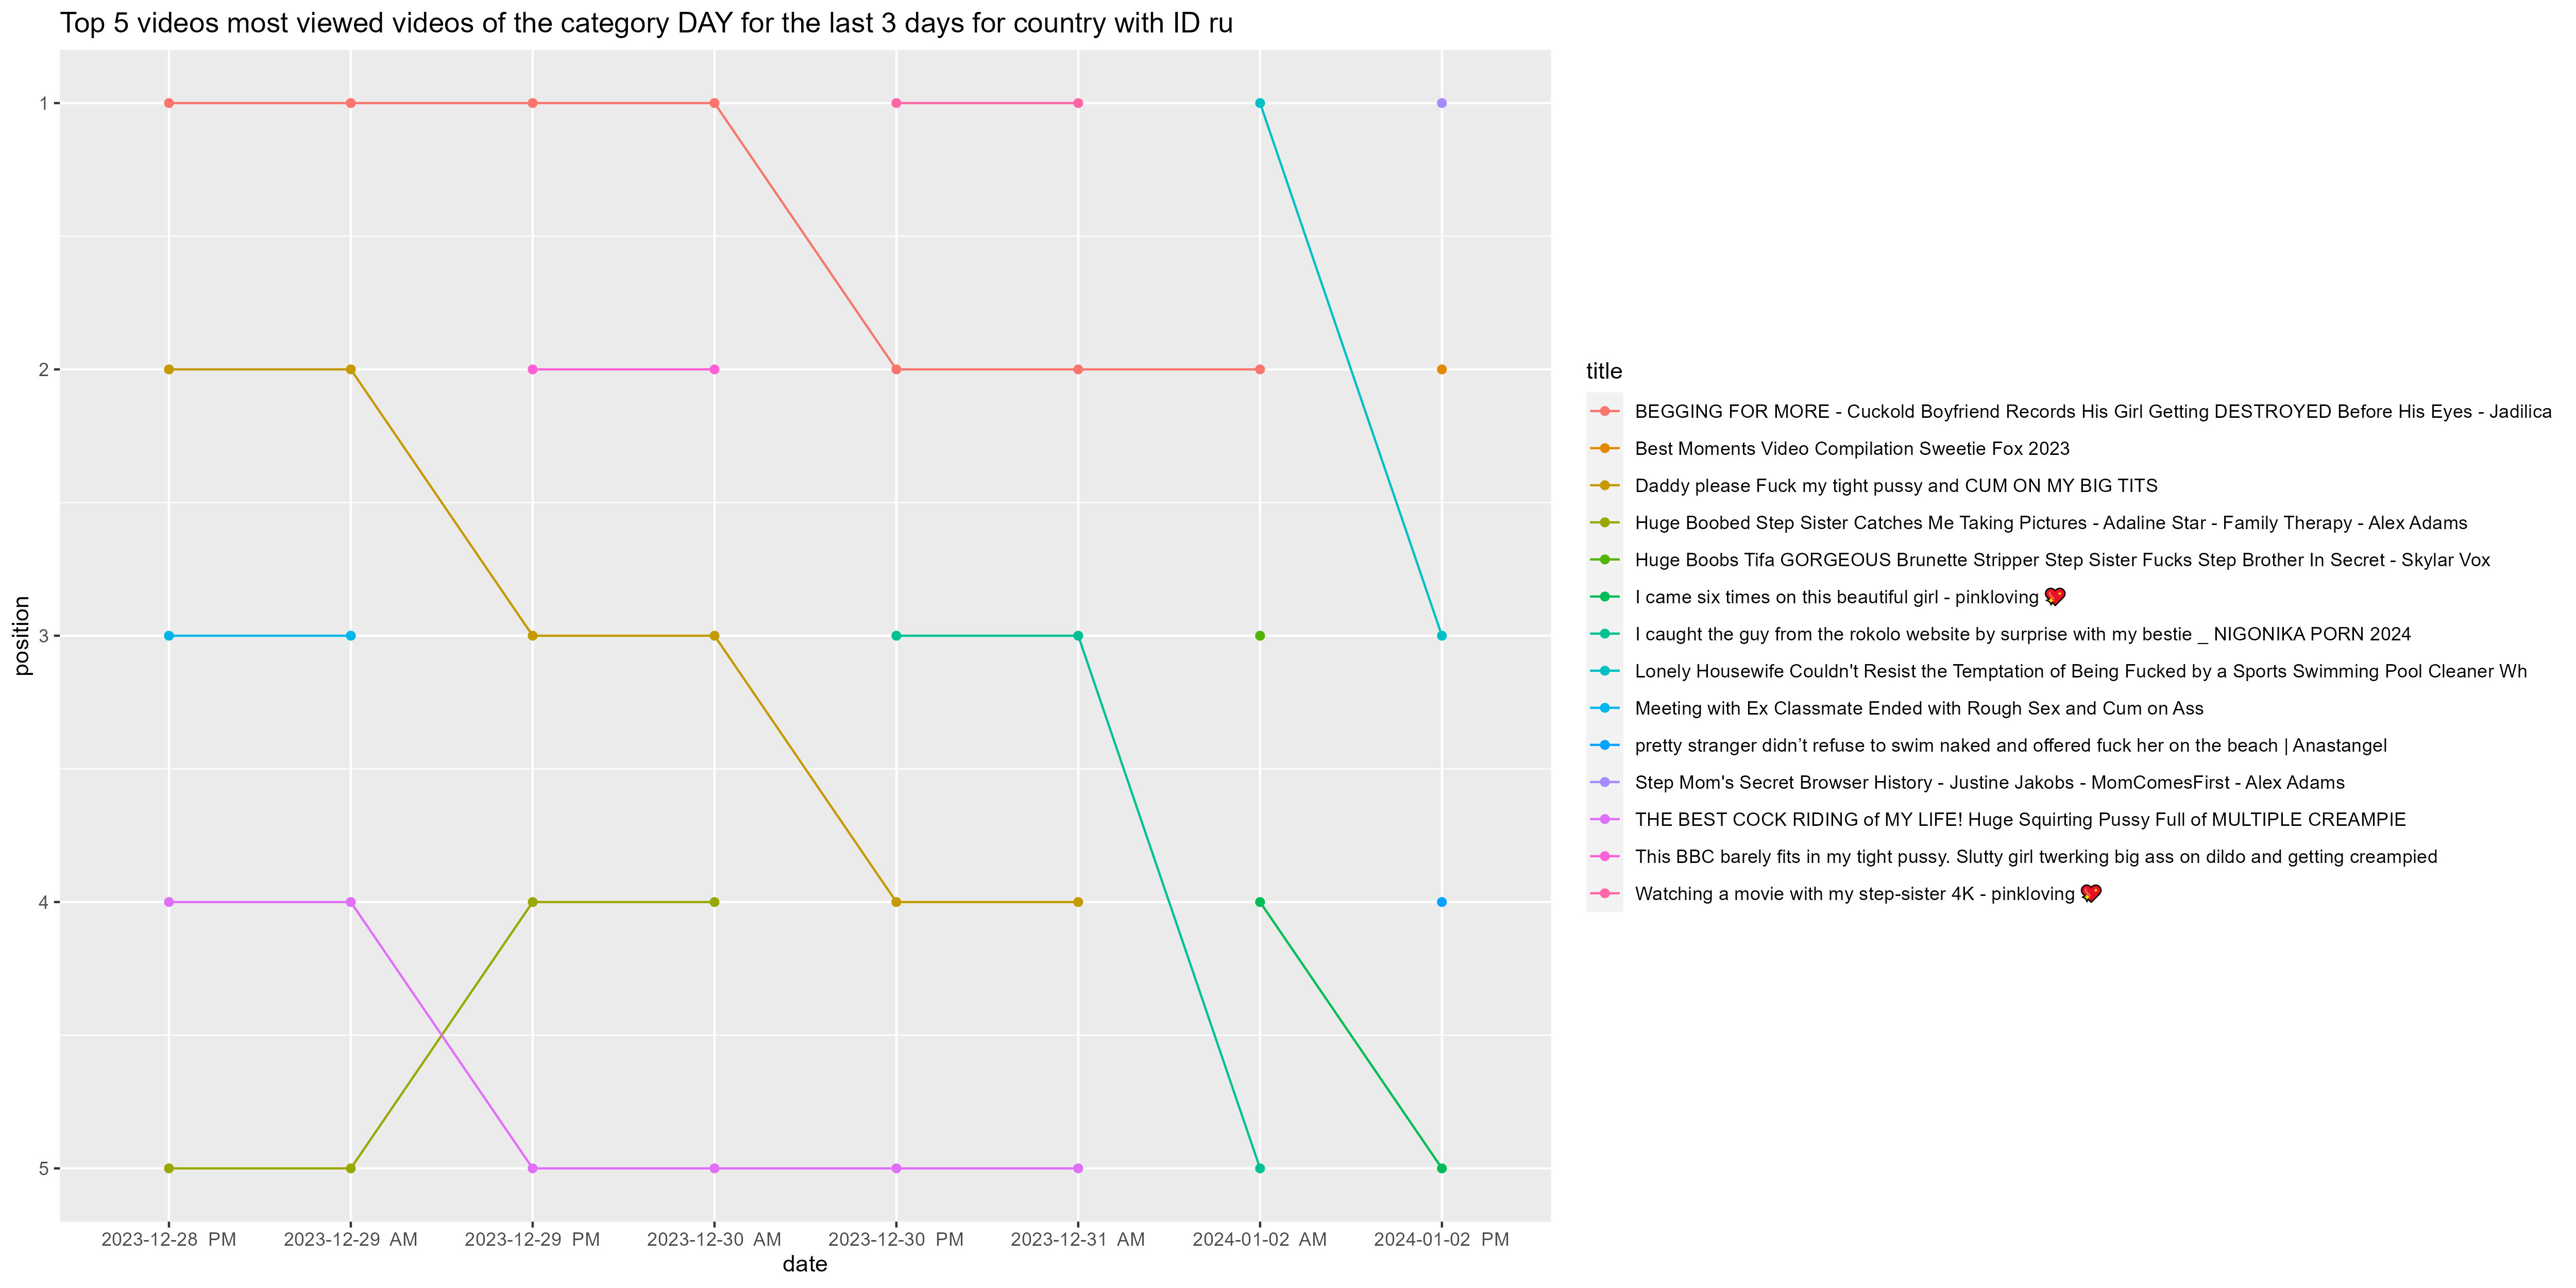 Top 5 videos most viewed videos of the category DAY for the last 3 days for country with ID ru
position
1
2
3
4
5
2023-12-28 PM
2023-12-29 AM
2023-12-29 PM
2023-12-30 AM
2023-12-30 PM
2023-12-31 AM
2024-01-02 AM
2024-01-02 PM
date
title
BEGGING FOR MORE - Cuckold Boyfriend Records His Girl Getting DESTROYED Before His Eyes - Jadilica
Best Moments Video Compilation Sweetie Fox 2023
Daddy please Fuck my tight pussy and CUM ON MY BIG TITS
Huge Boobed Step Sister Catches Me Taking Pictures - Adaline Star - Family Therapy - Alex Adams
Huge Boobs Tifa GORGEOUS Brunette Stripper Step Sister Fucks Step Brother In Secret - Skylar Vox
I came six times on this beautiful girl - pinkloving 💖
I caught the guy from the rokolo website by surprise with my bestie _ NIGONIKA PORN 2024
Lonely Housewife Couldn't Resist the Temptation of Being Fucked by a Sports Swimming Pool Cleaner Wh
Meeting with Ex Classmate Ended with Rough Sex and Cum on Ass
pretty stranger didn’t refuse to swim naked and offered fuck her on the beach | Anastangel
Step Mom's Secret Browser History - Justine Jakobs - MomComesFirst - Alex Adams
THE BEST COCK RIDING of MY LIFE! Huge Squirting Pussy Full of MULTIPLE CREAMPIE
This BBC barely fits in my tight pussy. Slutty girl twerking big ass on dildo and getting creampied
Watching a movie with my step-sister 4K - pinkloving 💖